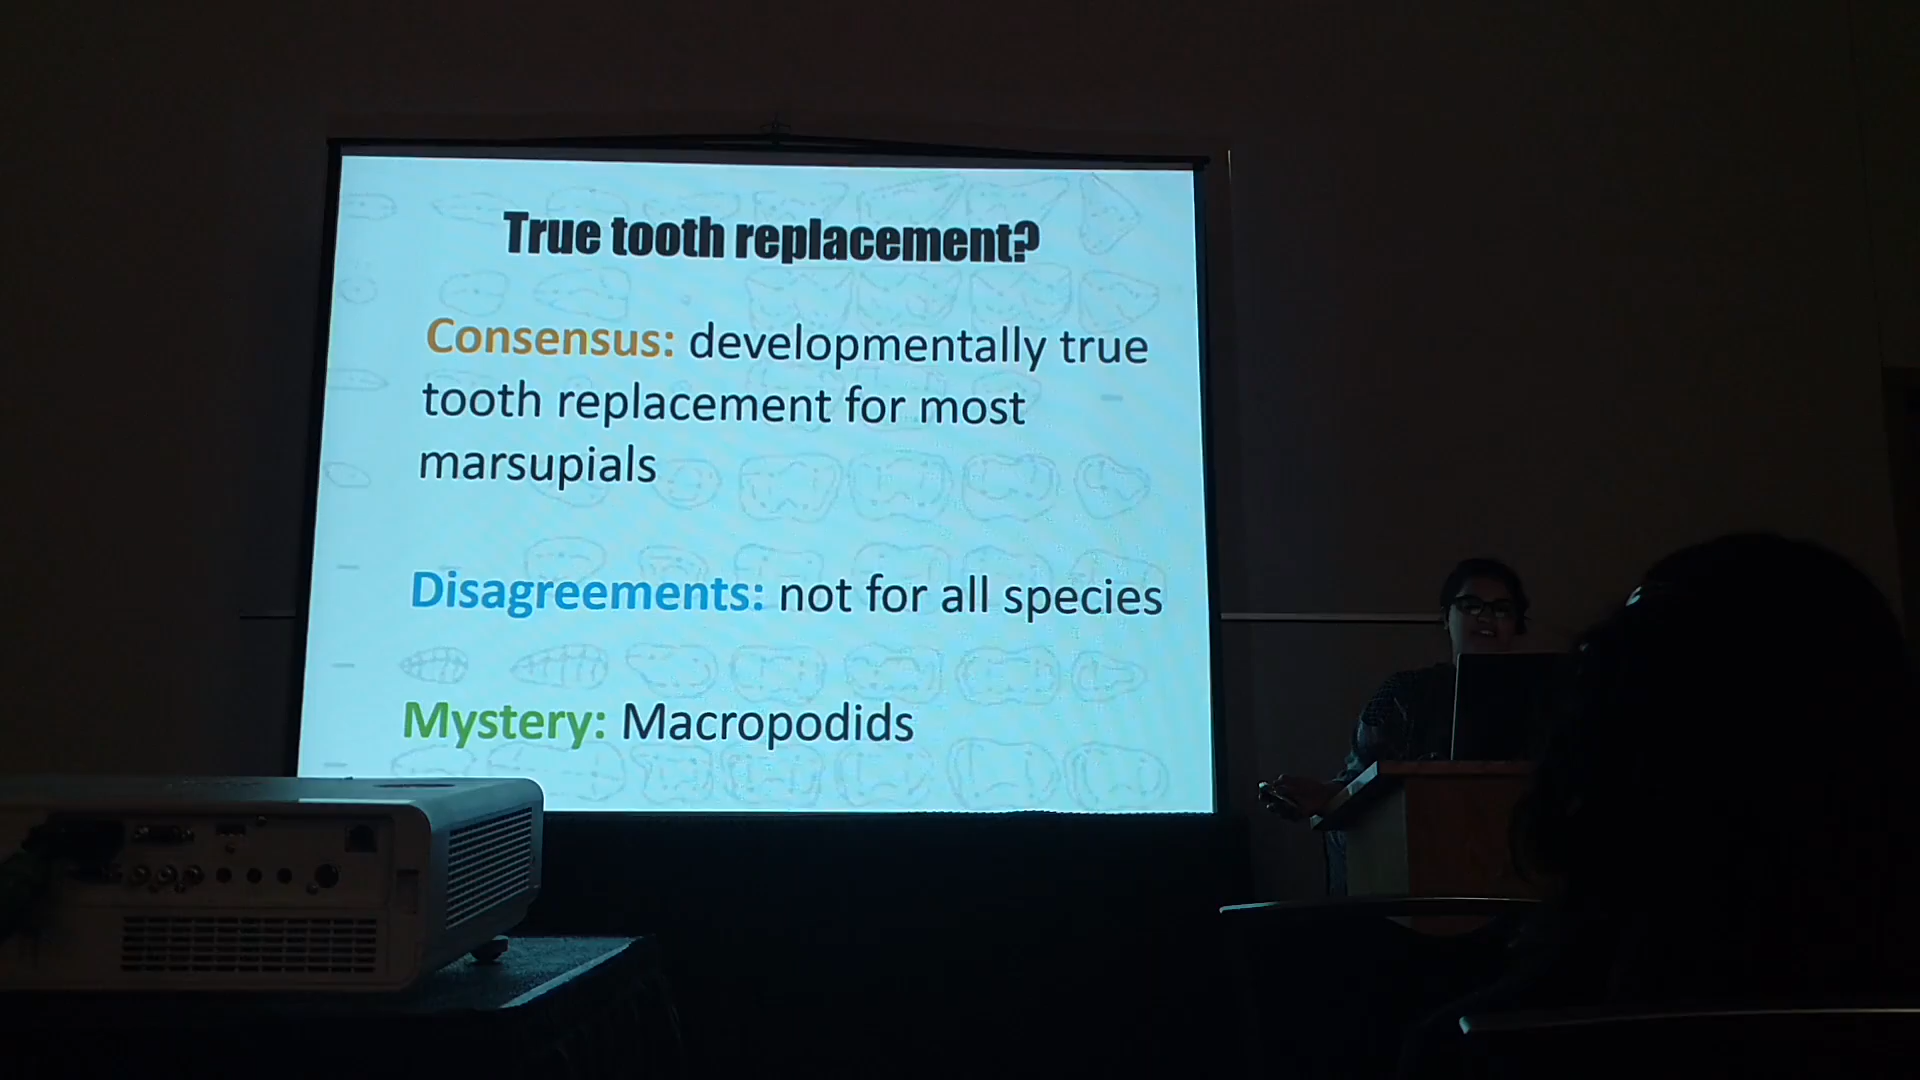 True tooth replacement?
Consensus: developmentally true
tooth replacement for most
marsupials
Disagreements: not for all species
Mystery: Macropodids